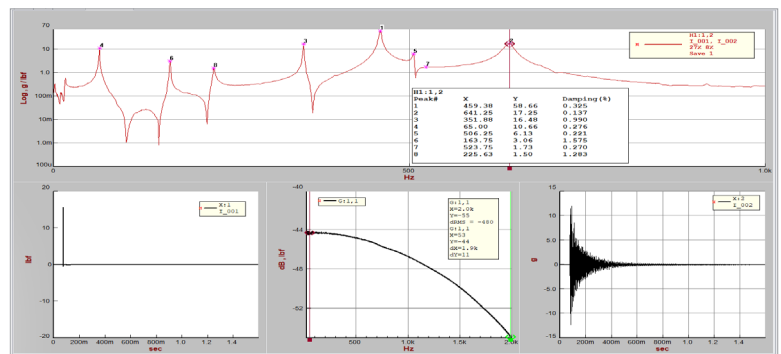 70
10
1.0
100m
10m
1.0m
100u
Log, g / lbf
4
6
8
3
1
5
7
2
H1:1,2
T_001, T_002
27X 8X
Save 1
H1:1,2
Peak# X Y Damping(%)
1 459.38 58.66 0.325
2 641.25 17.25 0.137
3 351.88 16.48 0.990
4 65.00 10.66 0.276
5 506.25 6.13 0.221
6 163.75 3.06 1.575
7 523.75 1.73 0.270
8 225.63 1.50 1.283
0 500 1.0k
Hz
20
10
0
-10
-20
lbf
X:1
T_001
0 200m 400m 600m 800m 1.0 1.2 1.4
sec
-40
-44
-48
-52
dB, lbf
G:1,1
G:1,1
X=2.0k
Y=-55
dBRMS = -480
G:1,1
X=53
Y=-44
dX=1.9k
dY=11
0 500 1.0k 1.5k 2.0k
Hz
15
10
5.0
0
-5.0
-10
-15
g
X:2
T_002
0 200m 400m 600m 800m 1.0 1.2 1.4
sec